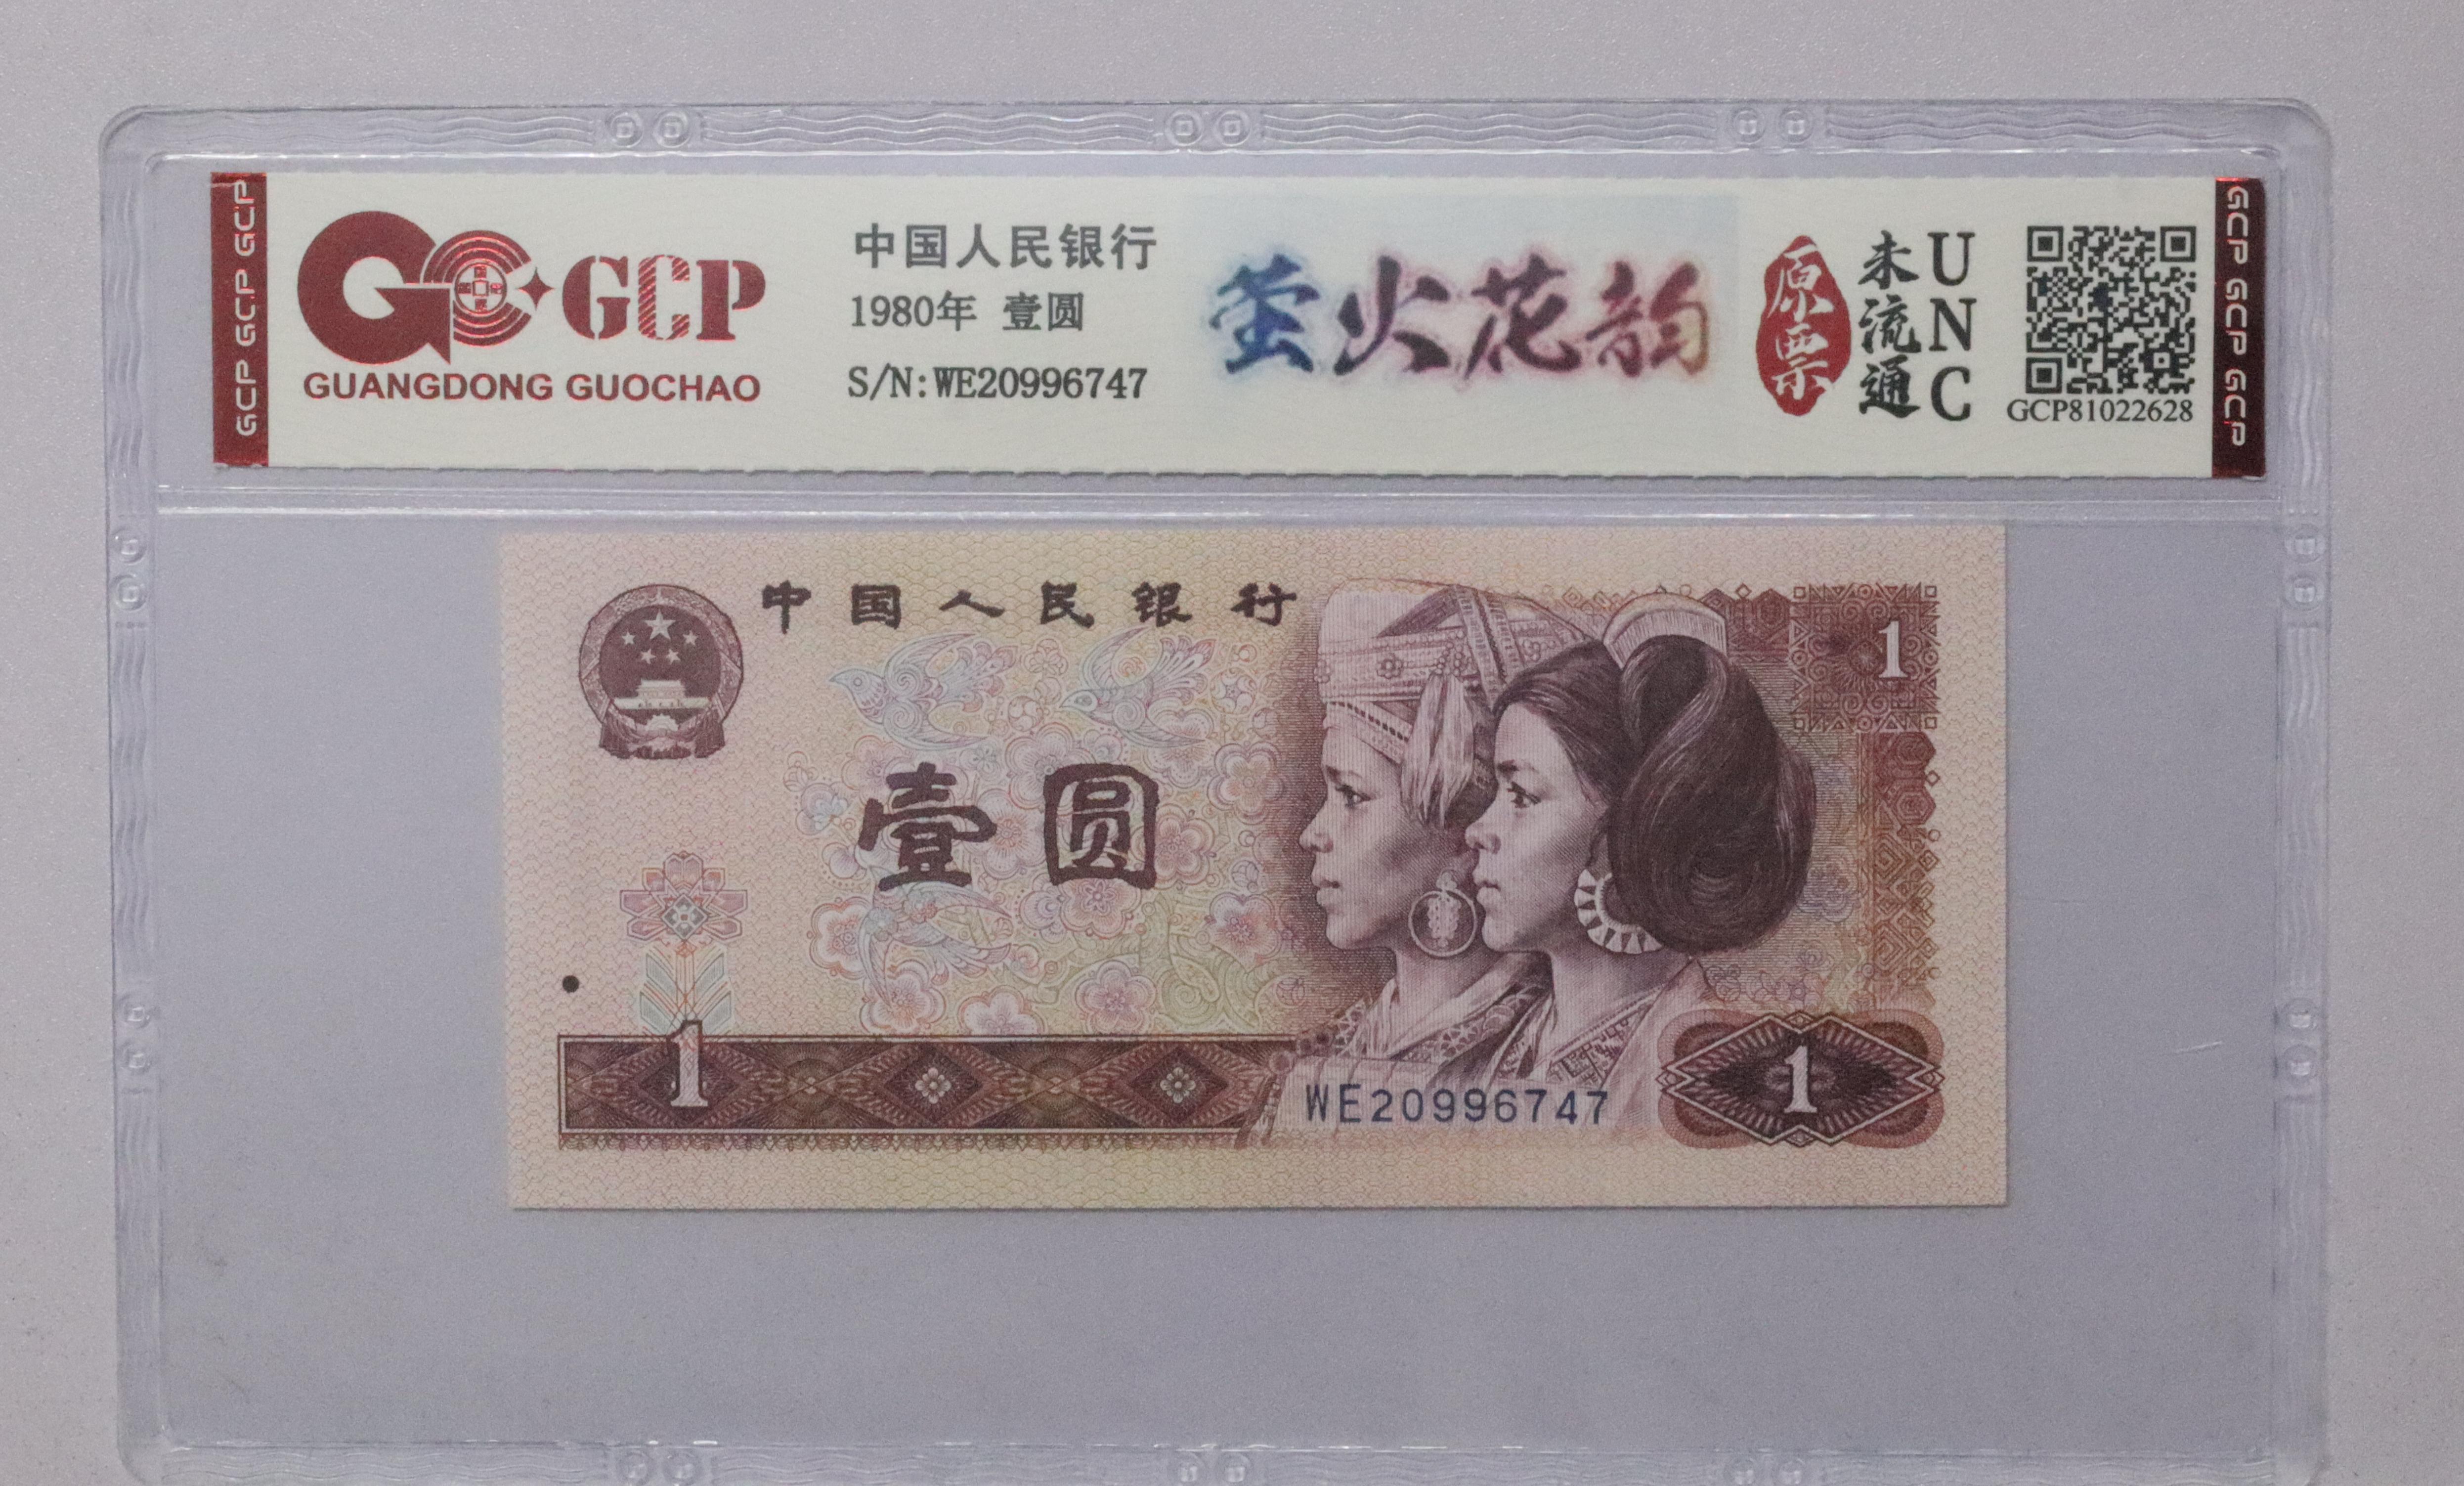 GCP GCP GCP
GCP
GUANGDONG GUOCHAO
中国人民银行
1980年 壹圆
S/N:WE20996747
萤火花韵
原票
未流通
UNC
GCP81022628
GCP GCP GCP
中国人民银行
1
壹圆
1
WE20996747
1